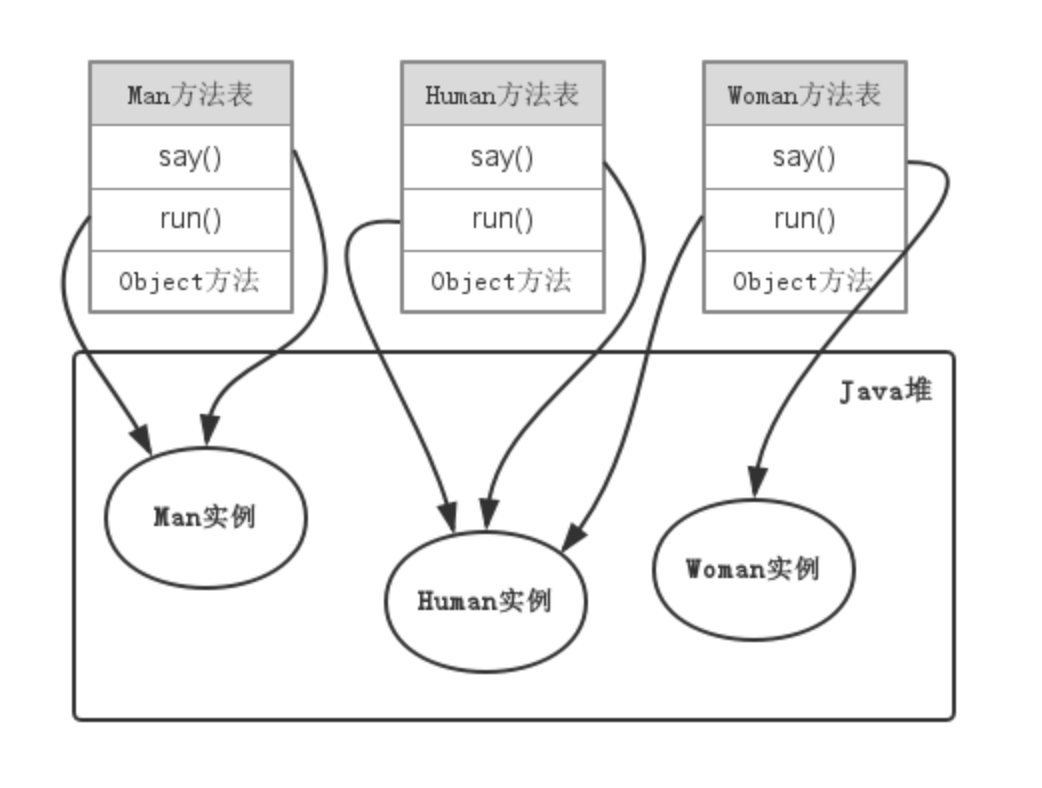 Man方法表
say()
run()
Object方法
Human方法表
say()
run()
Object方法
Woman方法表
say()
run()
Object方法
Java堆
Man实例
Human实例
Woman实例